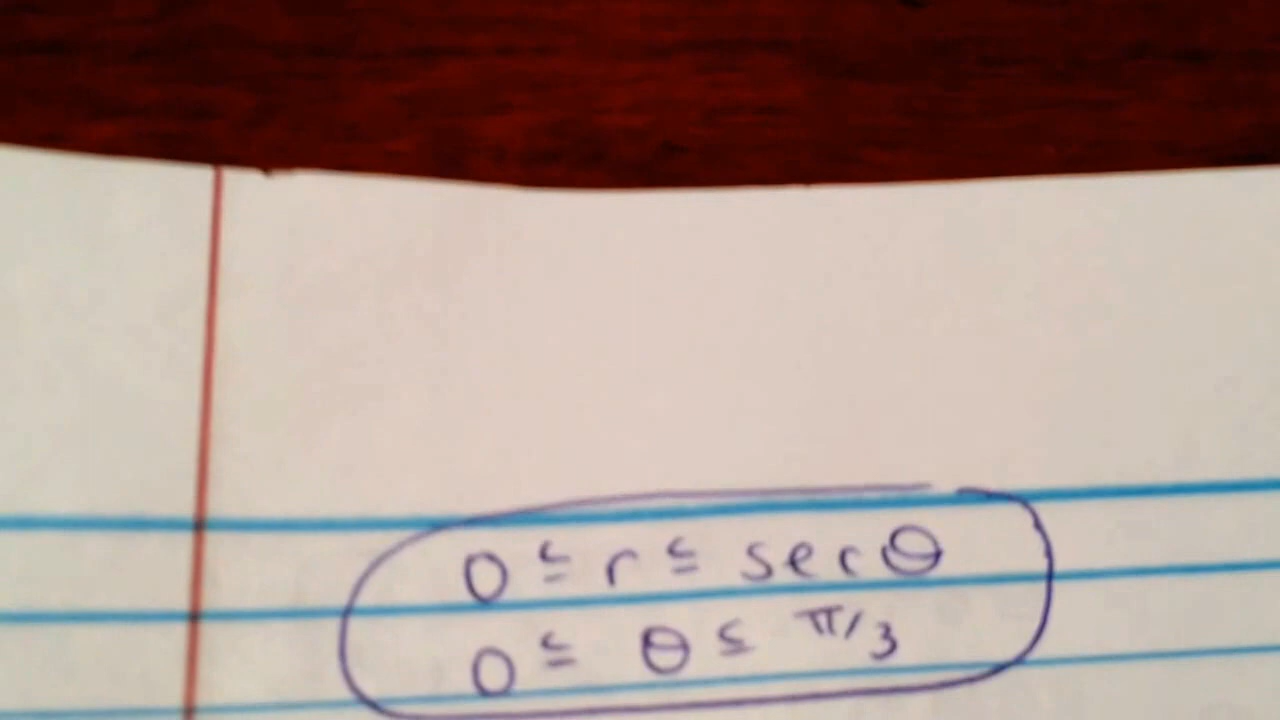 0 ≤ r ≤ sec θ
0 ≤ θ ≤ π/3